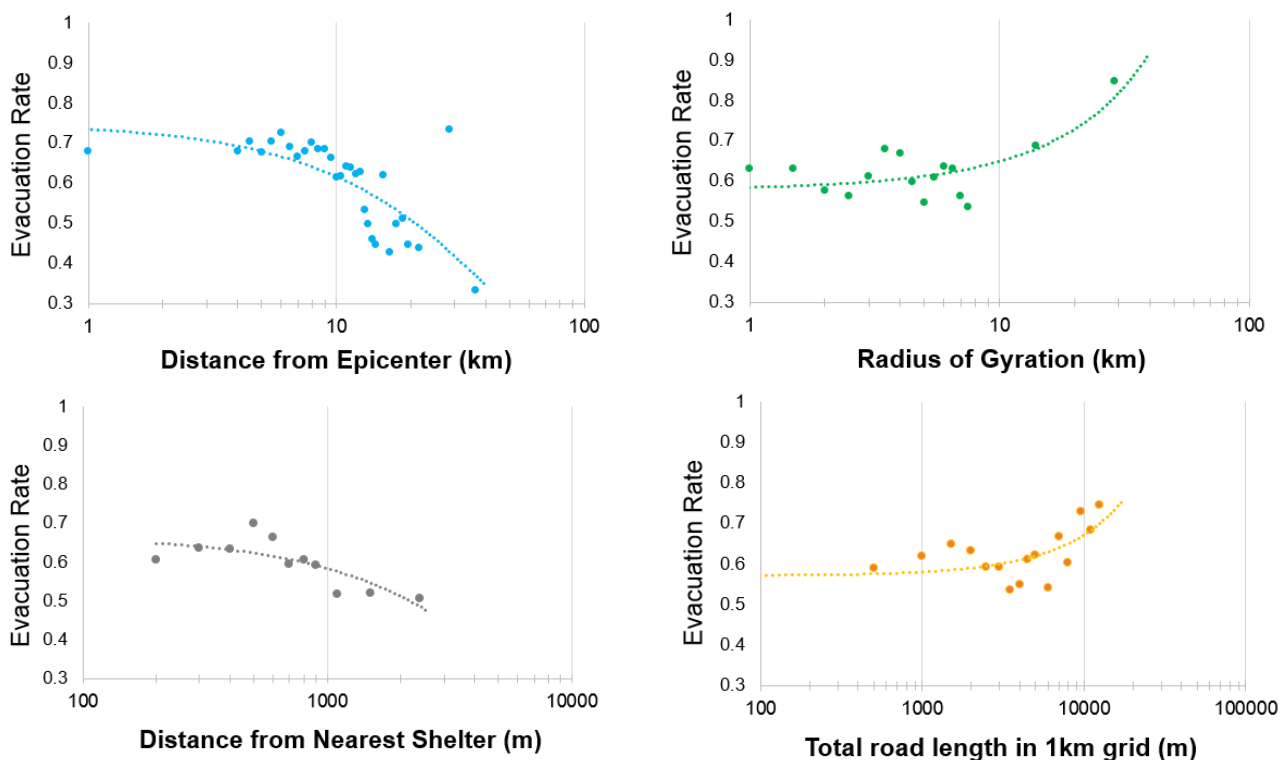 1
0.9
0.8
0.7
0.6
0.5
0.4
0.3
Evacuation Rate
1 10 100
Distance from Epicenter (km)
1
0.9
0.8
0.7
0.6
0.5
0.4
0.3
Evacuation Rate
1 10 100
Radius of Gyration (km)
1
0.9
0.8
0.7
0.6
0.5
0.4
0.3
Evacuation Rate
100 1000 10000
Distance from Nearest Shelter (m)
1
0.9
0.8
0.7
0.6
0.5
0.4
0.3
Evacuation Rate
100 1000 10000 100000
Total road length in 1km grid (m)